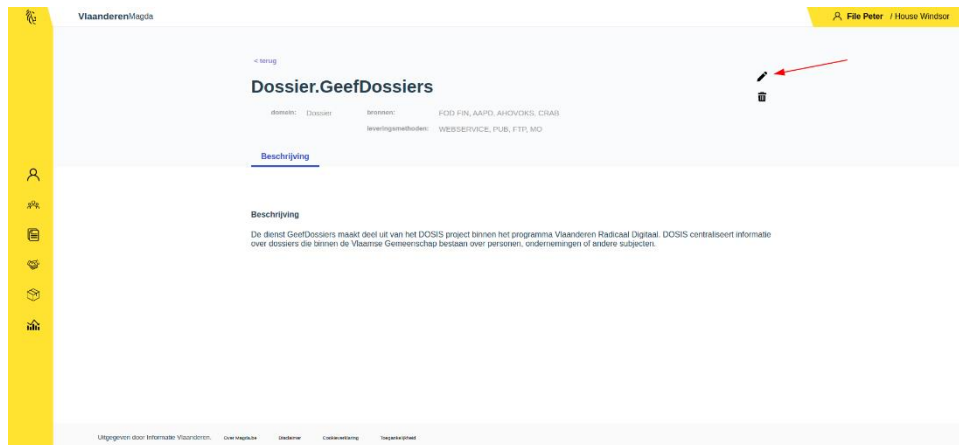 VlaanderenMagda
File Peter / House Windsor
< terug
Dossier.GeefDossiers
domein: Dossier bronnen: FOD FIN, AAPD, AHOVOKS, CRAB
leveringsmethoden: WEBSERVICE, PUB, FTP, MO
Beschrijving
Beschrijving
De dienst GeefDossiers maakt deel uit van het DOSIS project binnen het programma Vlaanderen Radicaal Digitaal. DOSIS centraliseert informatie
over dossiers die binnen de Vlaamse Gemeenschap bestaan over personen, ondernemingen of andere subjecten.
Uitgegeven door Informatie Vlaanderen. Over Magda.be Disclaimer Cookieverklaring Toegankelijkheid